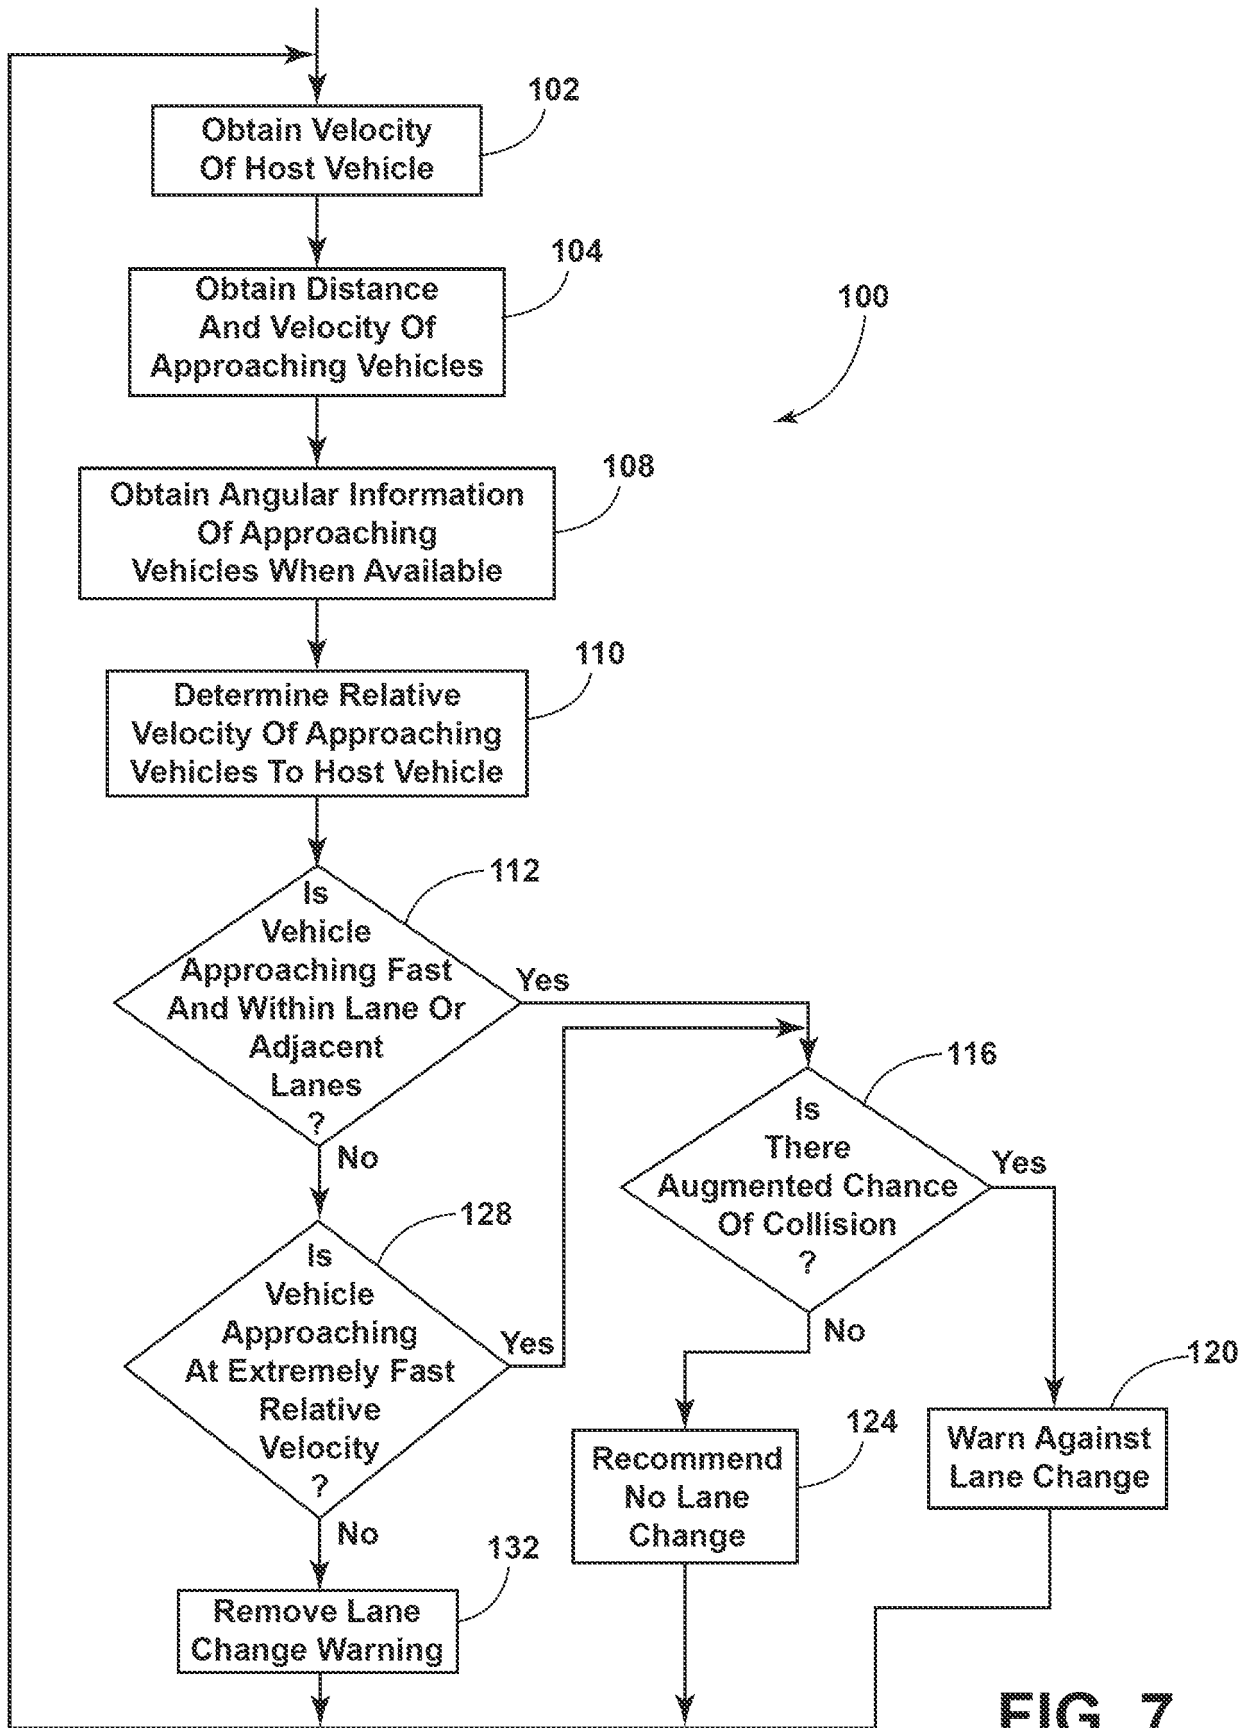 102
Obtain Velocity
Of Host Vehicle
104
Obtain Distance
And Velocity Of
Approaching Vehicles
100
108
Obtain Angular Information
Of Approaching
Vehicles When Available
110
Determine Relative
Velocity Of Approaching
Vehicles To Host Vehicle
112
Is
Vehicle
Approaching Fast
And Within Lane Or
Adjacent
Lanes
?
Yes
No
116
Is
There
Augmented Chance
Of Collision
?
Yes
No
128
Is
Vehicle
Approaching
At Extremely Fast
Relative
Velocity
?
Yes
No
120
Warn Against
Lane Change
124
Recommend
No Lane
Change
132
Remove Lane
Change Warning
FIG. 7